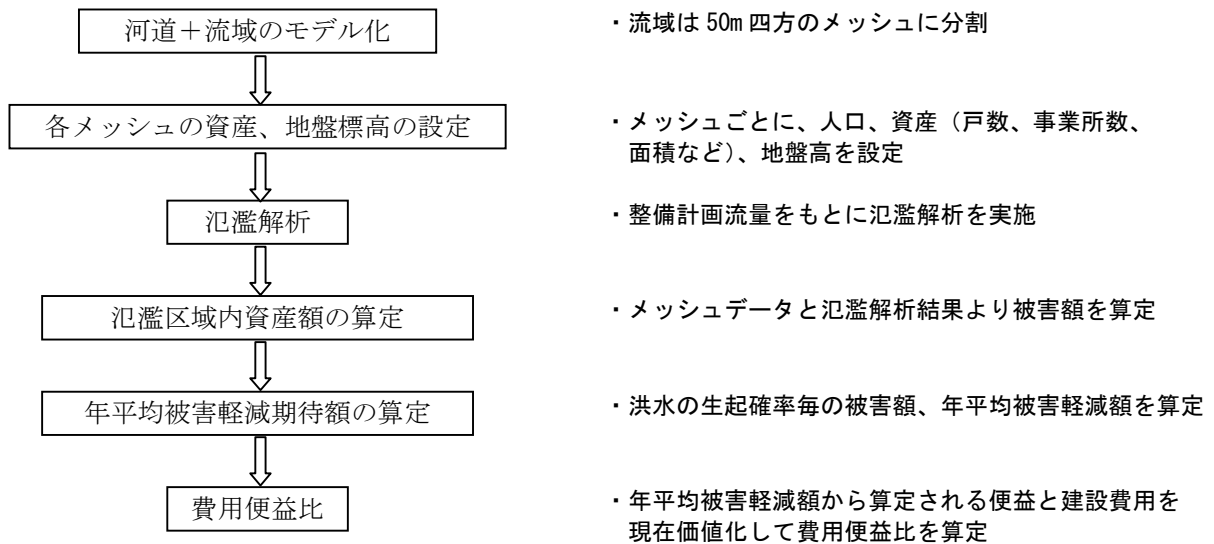 河道＋流域のモデル化
・流域は 50m 四方のメッシュに分割
各メッシュの資産、地盤標高の設定
・メッシュごとに、人口、資産（戸数、事業所数、
面積など）、地盤高を設定
氾濫解析
・整備計画流量をもとに氾濫解析を実施
氾濫区域内資産額の算定
・メッシュデータと氾濫解析結果より被害額を算定
年平均被害軽減期待額の算定
・洪水の生起確率毎の被害額、年平均被害軽減額を算定
費用便益比
・年平均被害軽減額から算定される便益と建設費用を
現在価値化して費用便益比を算定